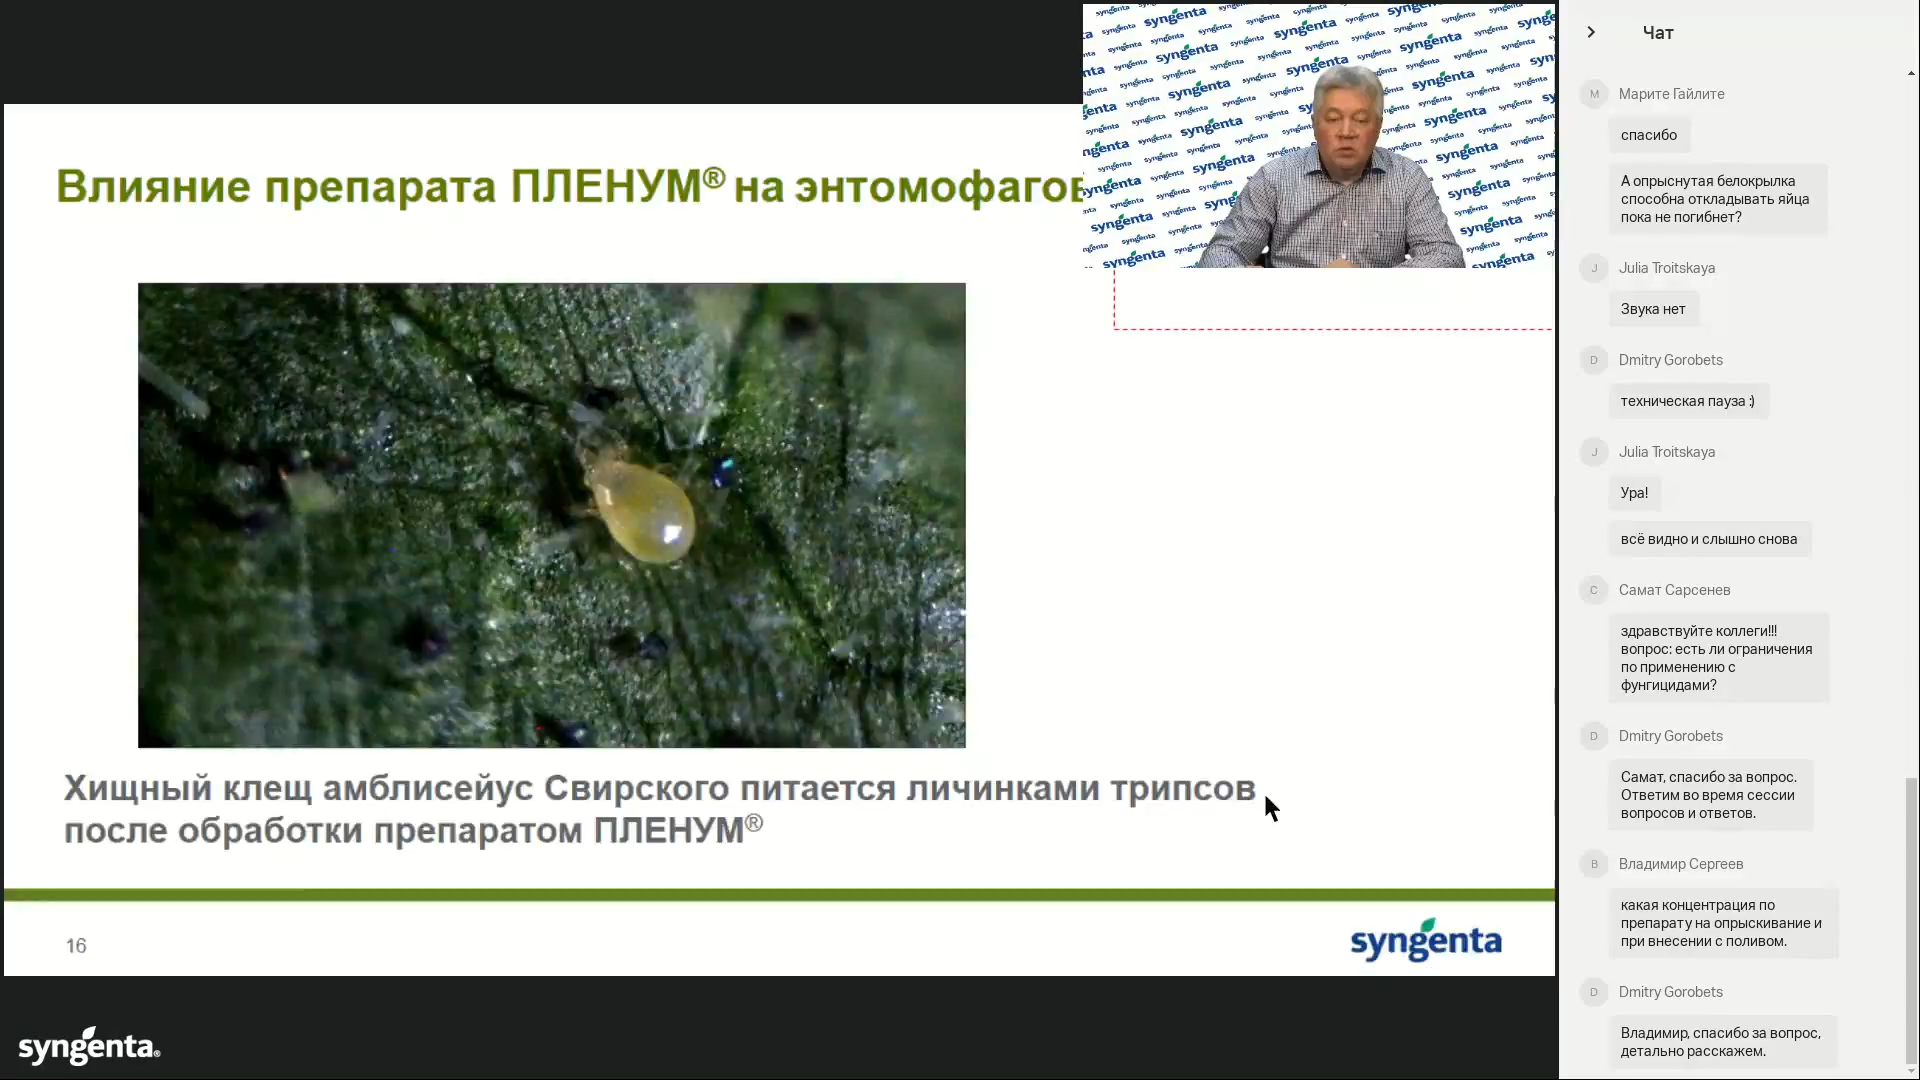 Влияние препарата ПЛЕНУМ® на энтомофагов
Хищный клещ амблисейус Свирского питается личинками трипсов
после обработки препаратом ПЛЕНУМ®
16
syngenta
syngenta
Чат
М
Марите Гайлите
спасибо
А опрыснутая белокрылка
способна откладывать яйца
пока не погибнет?
J
Julia Troitskaya
Звука нет
D
Dmitry Gorobets
техническая пауза :)
J
Julia Troitskaya
Ура!
всё видно и слышно снова
С
Самат Сарсенев
здравствуйте коллеги!!!
вопрос: есть ли ограничения
по применению с
фунгицидами?
D
Dmitry Gorobets
Самат, спасибо за вопрос.
Ответим во время сессии
вопросов и ответов.
В
Владимир Сергеев
какая концентрация по
препарату на опрыскивание и
при внесении с поливом.
D
Dmitry Gorobets
Владимир, спасибо за вопрос,
детально расскажем.
syngenta®